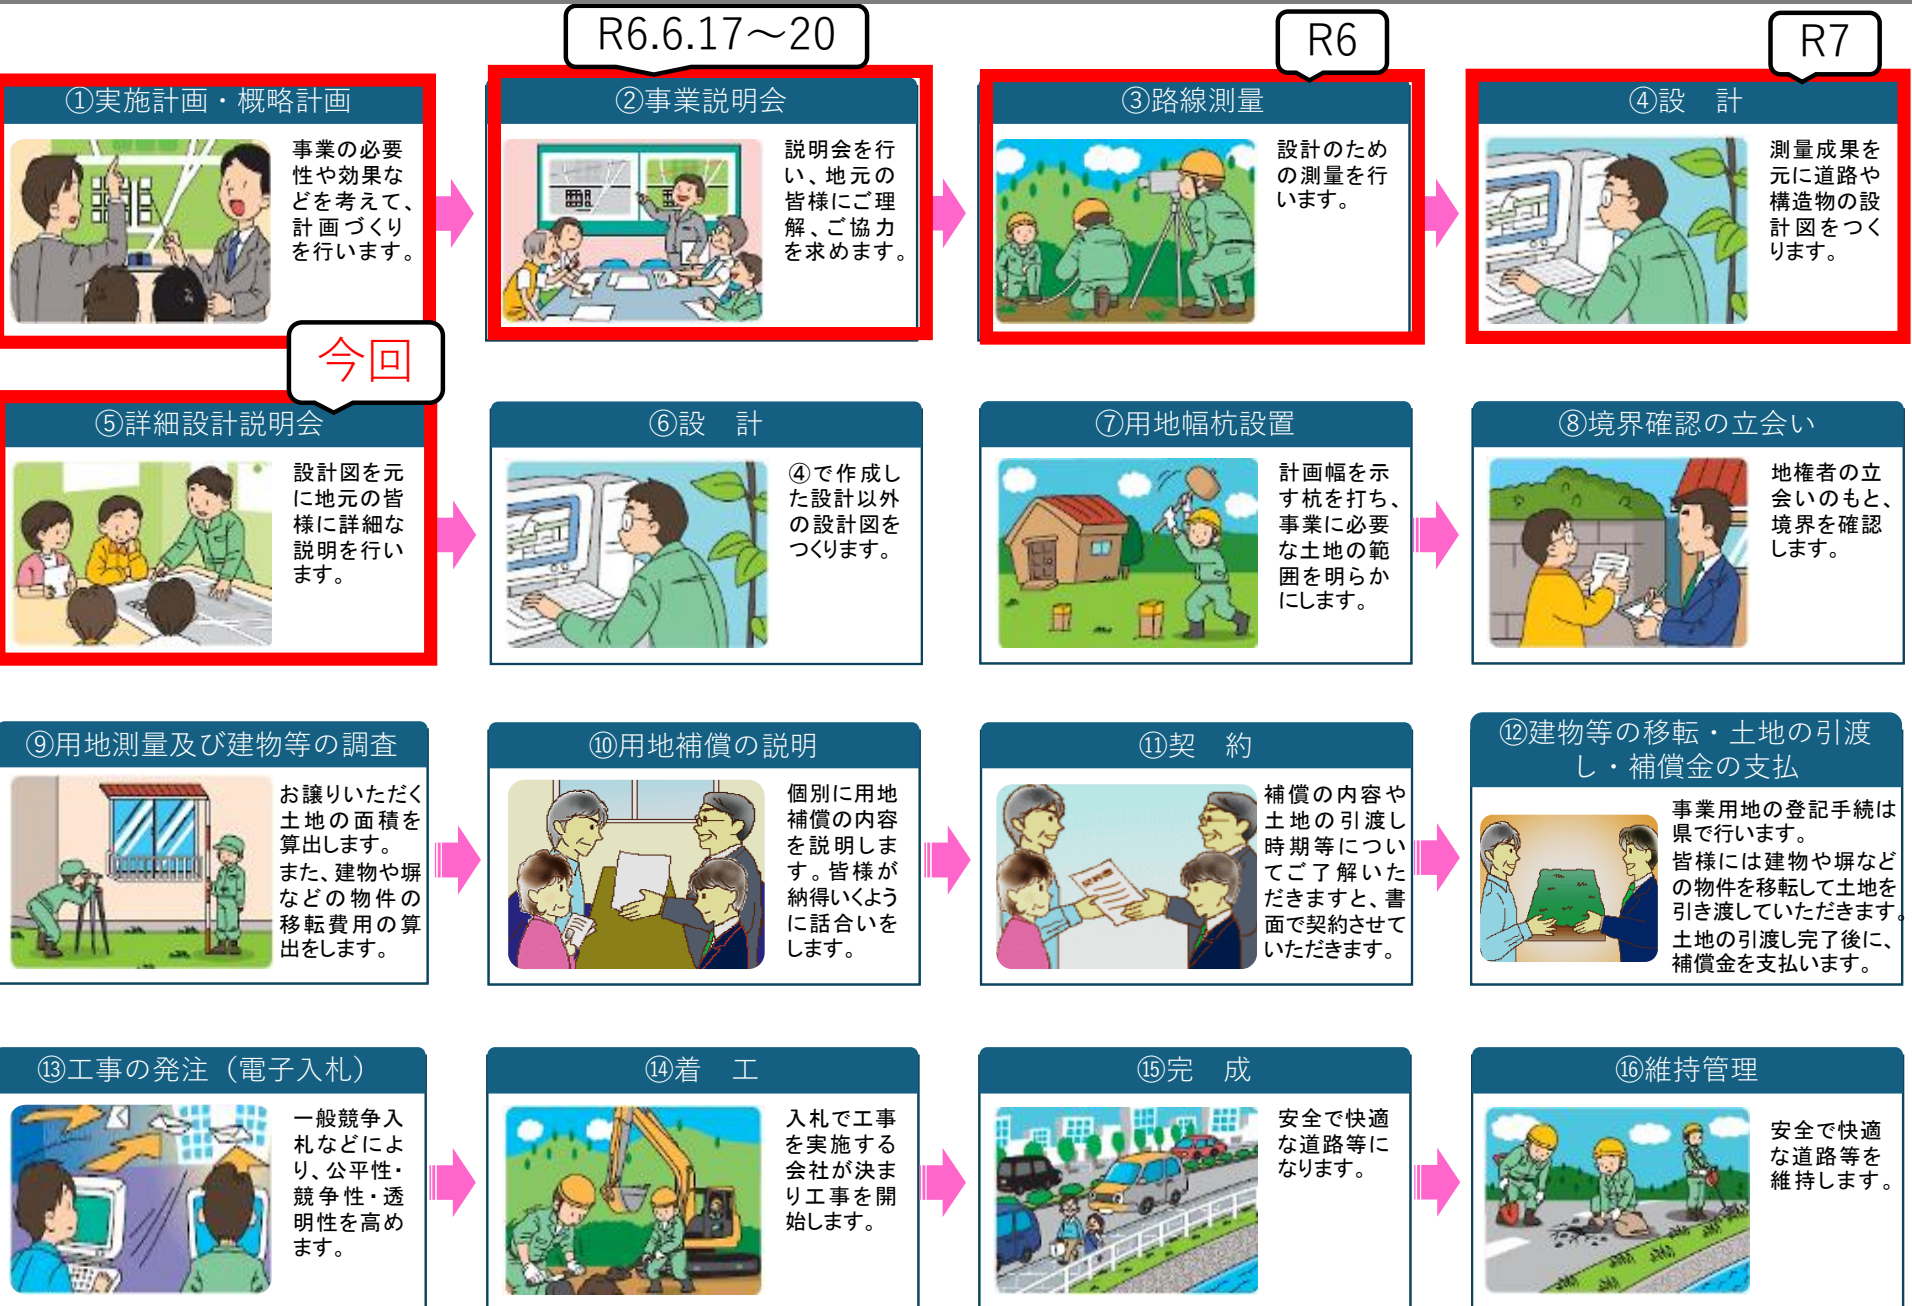 R6.6.17～20
R6
R7
①実施計画・概略計画
事業の必要
性や効果な
どを考えて、
計画づくり
を行います。
②事業説明会
説明会を行
い、地元の
皆様にご理
解、ご協力
を求めます。
③路線測量
設計のため
の測量を行
います。
④設　計
測量成果を
元に道路や
構造物の設
計図をつく
ります。
今回
⑤詳細設計説明会
設計図を元
に地元の皆
様に詳細な
説明を行い
ます。
⑥設　計
④で作成し
た設計以外
の設計図を
つくります。
⑦用地幅杭設置
計画幅を示
す杭を打ち、
事業に必要
な土地の範
囲を明らか
にします。
⑧境界確認の立会い
地権者の立
会いのもと、
境界を確認
します。
⑨用地測量及び建物等の調査
お譲りいただく
土地の面積を
算出します。
また、建物や塀
などの物件の
移転費用の算
出をします。
⑩用地補償の説明
個別に用地
補償の内容
を説明しま
す。皆様が
納得いくよう
に話合いを
します。
⑪契　約
補償の内容や
土地の引渡し
時期等につい
てご了解いた
だきますと、書
面で契約させて
いただきます。
⑫建物等の移転・土地の引渡
し・補償金の支払
事業用地の登記手続は
県で行います。
皆様には建物や塀など
の物件を移転して土地を
引き渡していただきます。
土地の引渡し完了後に、
補償金を支払います。
⑬工事の発注（電子入札）
一般競争入
札などによ
り、公平性・
競争性・透
明性を高め
ます。
⑭着　工
入札で工事
を実施する
会社が決ま
り工事を開
始します。
⑮完　成
安全で快適
な道路等に
なります。
⑯維持管理
安全で快適
な道路等を
維持します。